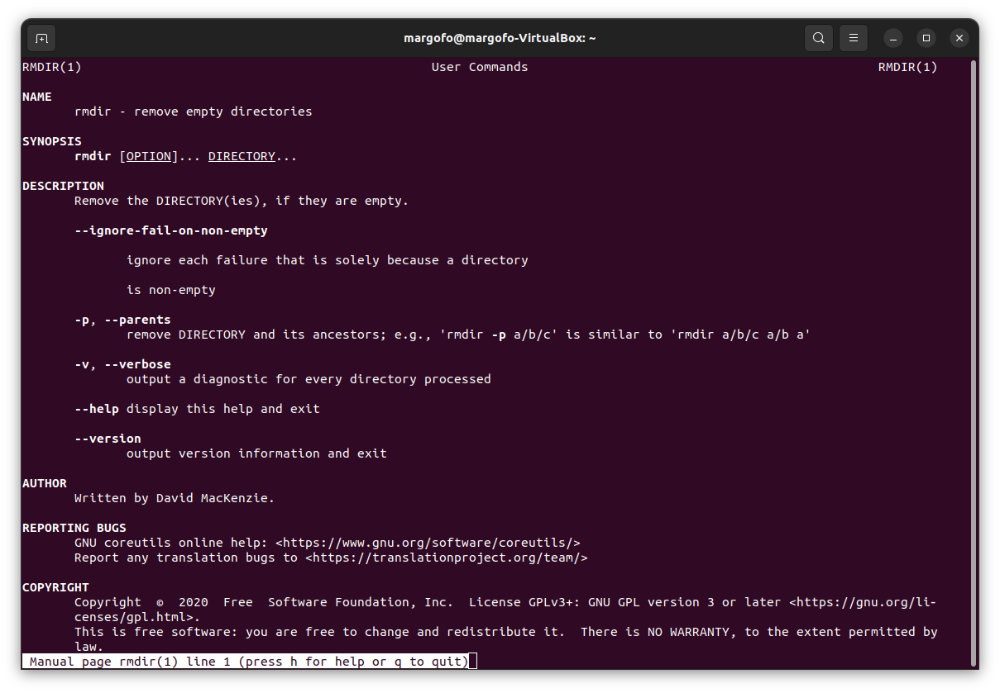 margofo@margofo-VirtualBox: ~
RMDIR(1) User Commands RMDIR(1)
NAME
rmdir - remove empty directories
SYNOPSIS
rmdir [OPTION]... DIRECTORY...
DESCRIPTION
Remove the DIRECTORY(ies), if they are empty.
--ignore-fail-on-non-empty
ignore each failure that is solely because a directory
is non-empty
-p, --parents
remove DIRECTORY and its ancestors; e.g., 'rmdir -p a/b/c' is similar to 'rmdir a/b/c a/b a'
-v, --verbose
output a diagnostic for every directory processed
--help display this help and exit
--version
output version information and exit
AUTHOR
Written by David MacKenzie.
REPORTING BUGS
GNU coreutils online help: <https://www.gnu.org/software/coreutils/>
Report any translation bugs to <https://translationproject.org/team/>
COPYRIGHT
Copyright © 2020 Free Software Foundation, Inc. License GPLv3+: GNU GPL version 3 or later <https://gnu.org/li-
censes/gpl.html>.
This is free software: you are free to change and redistribute it. There is NO WARRANTY, to the extent permitted by
law.
Manual page rmdir(1) line 1 (press h for help or q to quit)